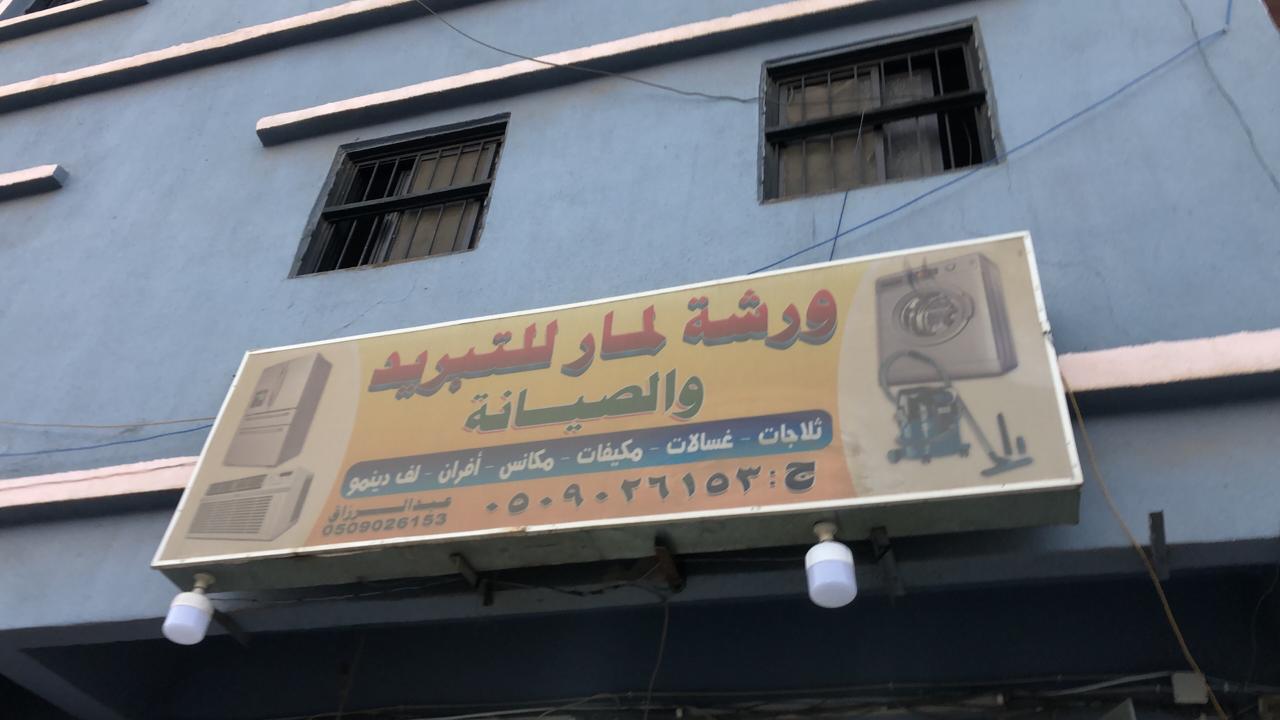 ورشة لمار للتبريد
والصيانة
ثلاجات - غسالات - مكيفات - مكانس - أفران - لف دينمو
ج: ٠٥٠٩٠٢٦١٥٣
عبدالرزاق
0509026153